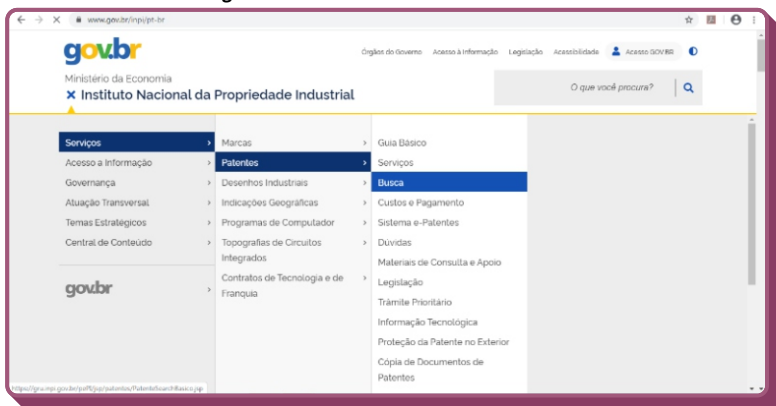 www.gov.br/inpi/pt-br
gov.br
Órgãos do Governo Acesso à Informação Legislação Acessibilidade Acesso GOV.BR
Ministério da Economia
Instituto Nacional da Propriedade Industrial
O que você procura?
Serviços
Acesso a Informação
Governança
Atuação Transversal
Temas Estratégicos
Central de Conteúdo
gov.br
Marcas
Patentes
Desenhos Industriais
Indicações Geográficas
Programas de Computador
Topografias de Circuitos
Integrados
Contratos de Tecnologia e de
Franquia
Guia Básico
Serviços
Busca
Custos e Pagamento
Sistema e-Patentes
Dúvidas
Materiais de Consulta e Apoio
Legislação
Trâmite Prioritário
Informação Tecnológica
Proteção da Patente no Exterior
Cópia de Documentos de
Patentes